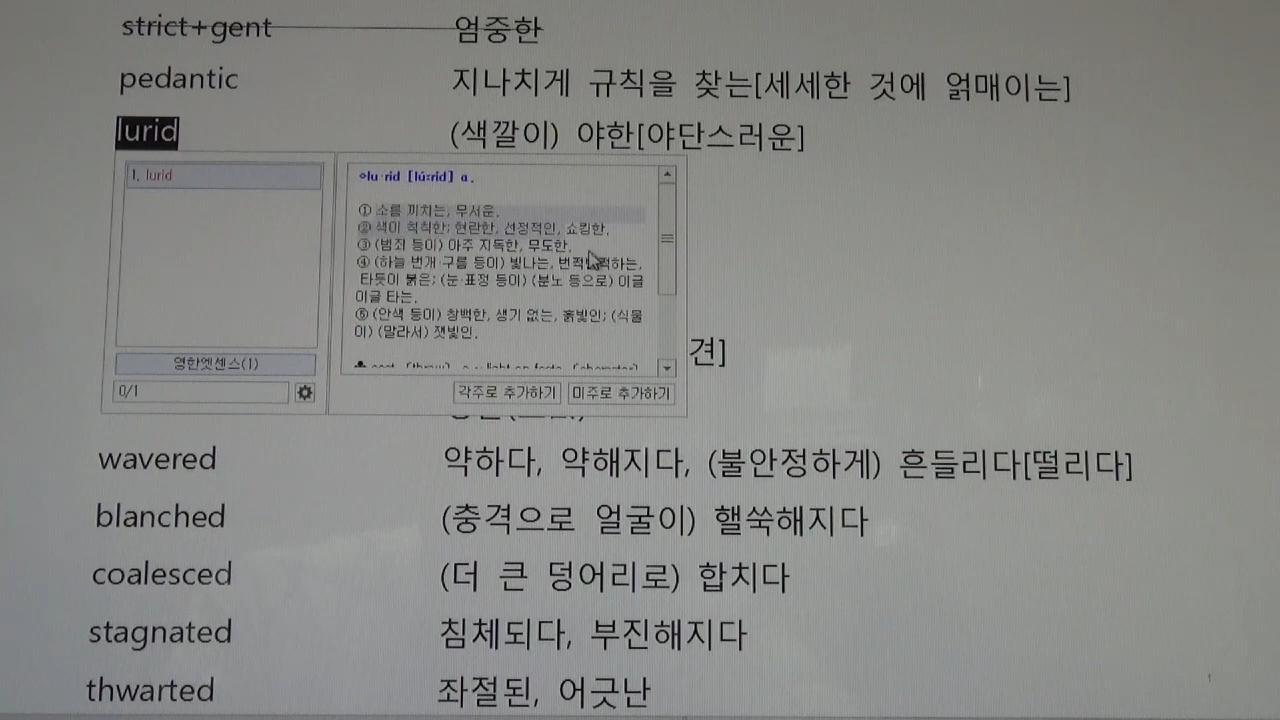 strict+gent 엄중한
pedantic 지나치게 규칙을 찾는[세세한 것에 얽매이는]
lurid (색깔이) 야한[야단스러운]
1. lurid
lu·rid [lú:rid] a.
① 소름 끼치는, 무서운.
② 색이 칙칙한; 현란한, 선정적인, 쇼킹한.
③ (범죄 등이) 아주 지독한, 무도한.
④ (하늘·번개·구름 등이) 빛나는, 번적번적하는,
타듯이 붉은; (눈·표정 등이) (분노 등으로) 이글
이글 타는.
⑤ (안색 등이) 창백한, 생기 없는, 흙빛인; (식물
이) (말라서) 잿빛인.
영한엣센스(1)
0/1
각주로 추가하기 미주로 추가하기
견]
wavered 약하다, 약해지다, (불안정하게) 흔들리다[떨리다]
blanched (충격으로 얼굴이) 핼쑥해지다
coalesced (더 큰 덩어리로) 합치다
stagnated 침체되다, 부진해지다
thwarted 좌절된, 어긋난